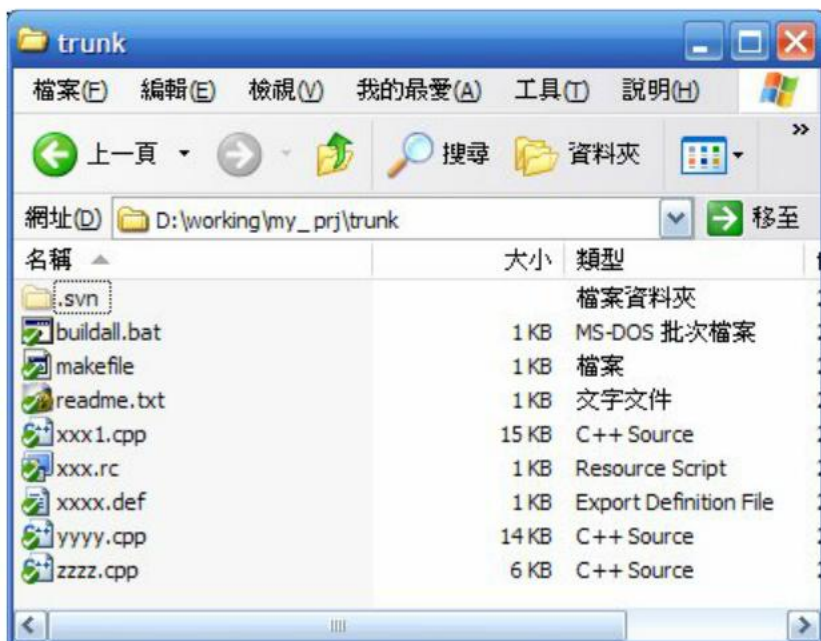 trunk
檔案(F) 編輯(E) 檢視(V) 我的最愛(A) 工具(T) 說明(H)
上一頁 搜尋 資料夾 »
網址(D) D:\working\my_prj\trunk 移至
名稱 大小 類型
.svn 檔案資料夾
buildall.bat 1 KB MS-DOS 批次檔案
makefile 1 KB 檔案
readme.txt 1 KB 文字文件
xxx1.cpp 15 KB C++ Source
xxx.rc 1 KB Resource Script
xxxx.def 1 KB Export Definition File
yyyy.cpp 14 KB C++ Source
zzzz.cpp 6 KB C++ Source